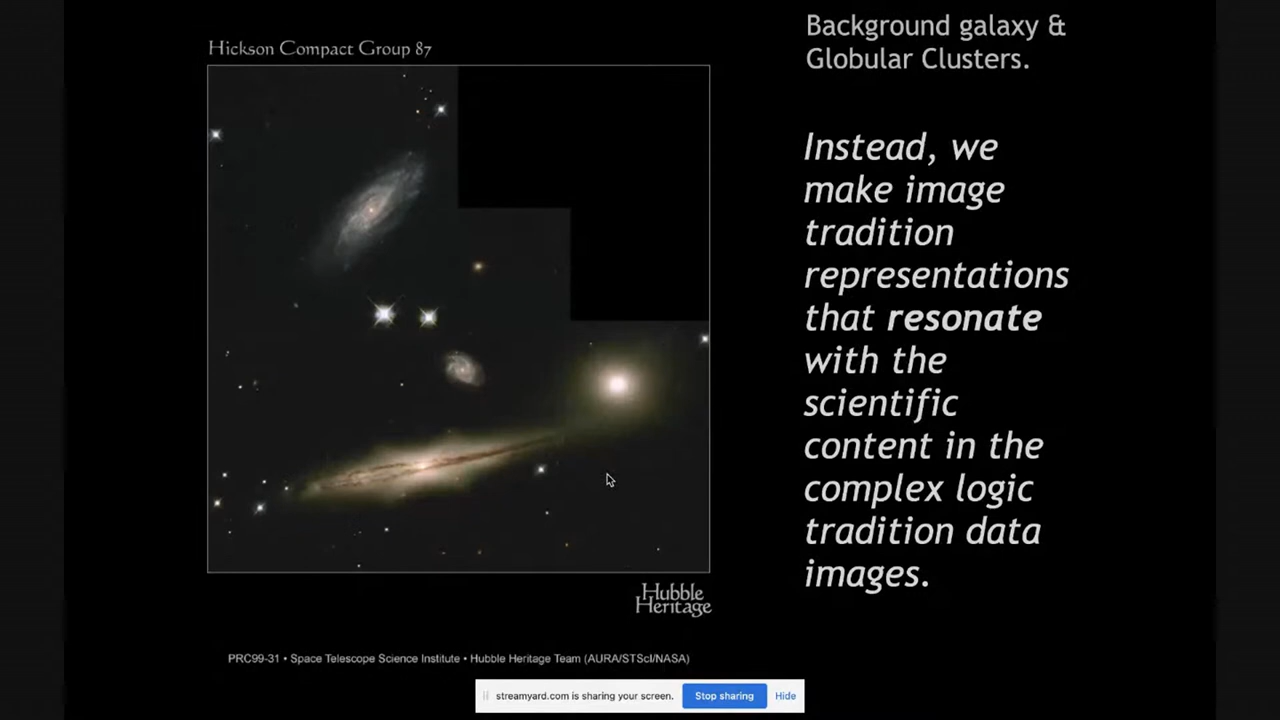 Hickson Compact Group 87
Background galaxy &
Globular Clusters.
Instead, we
make image
tradition
representations
that resonate
with the
scientific
content in the
complex logic
tradition data
images.
Hubble
Heritage
PRC99-31 • Space Telescope Science Institute • Hubble Heritage Team (AURA/STScI/NASA)
streamyard.com is sharing your screen. Stop sharing Hide